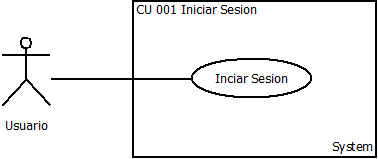 CU 001 Iniciar Sesion
Inciar Sesion
Usuario
System